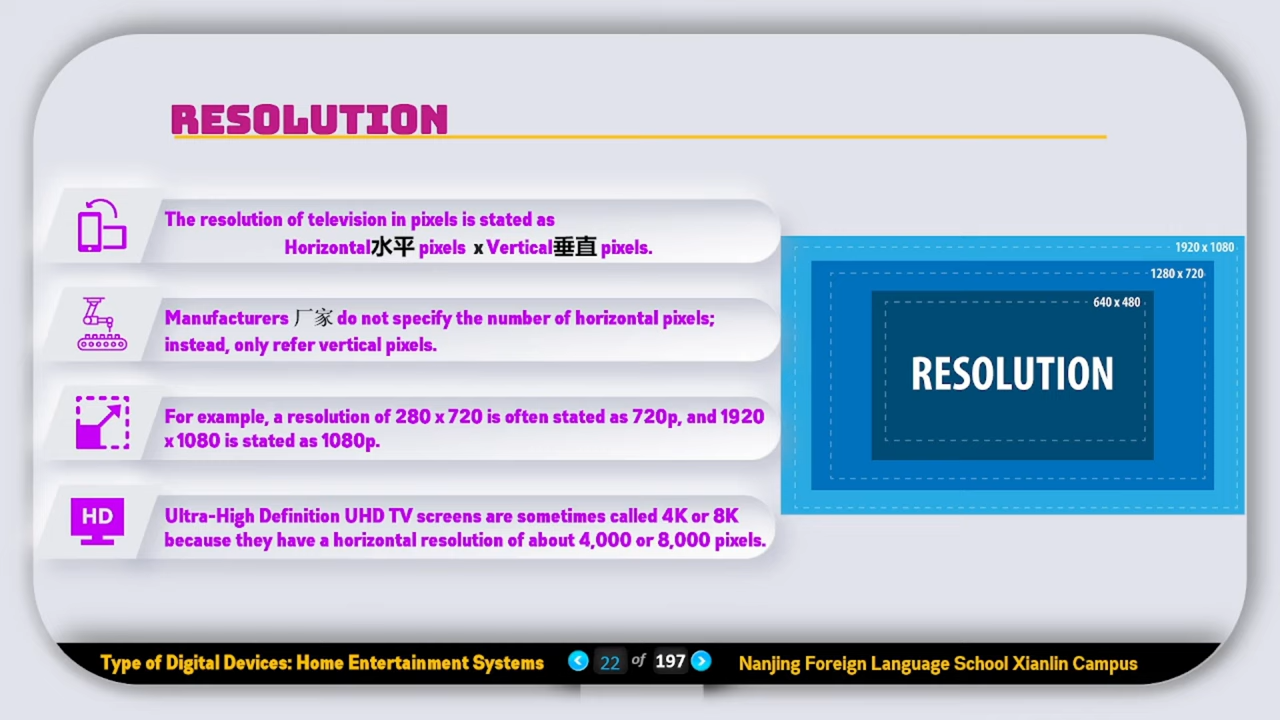 RESOLUTION
The resolution of television in pixels is stated as
Horizontal水平 pixels x Vertical垂直 pixels.
Manufacturers 厂家 do not specify the number of horizontal pixels;
instead, only refer vertical pixels.
For example, a resolution of 280 x 720 is often stated as 720p, and 1920
x 1080 is stated as 1080p.
HD
Ultra-High Definition UHD TV screens are sometimes called 4K or 8K
because they have a horizontal resolution of about 4,000 or 8,000 pixels.
1920 x 1080
1280 x 720
640 x 480
RESOLUTION
Type of Digital Devices: Home Entertainment Systems
22 of 197
Nanjing Foreign Language School Xianlin Campus